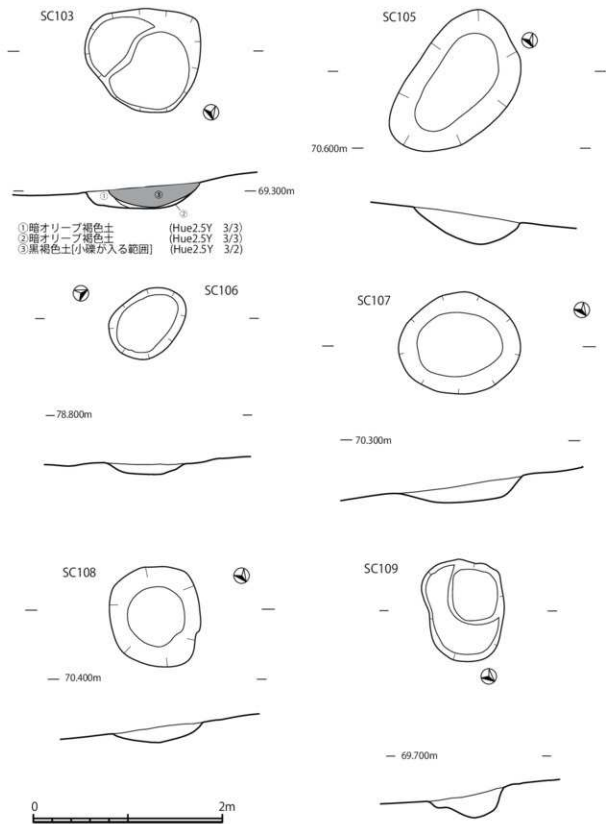 SC103
69.300m
① ③
②
①暗オリーブ褐色土 (Hue2.5Y 3/3)
②暗オリーブ褐色土 (Hue2.5Y 3/3)
③黒褐色土[小礫が入る範囲] (Hue2.5Y 3/2)
SC105
70.600m
SC106
78.800m
SC107
70.300m
SC108
70.400m
SC109
69.700m
0 2m